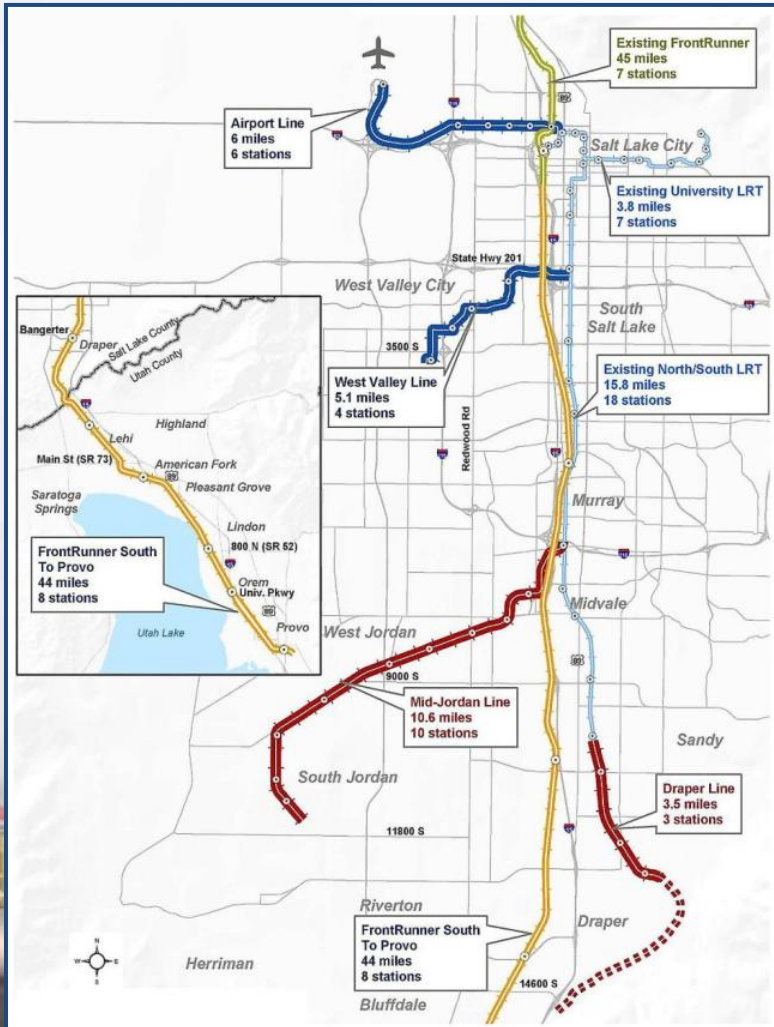 Existing FrontRunner
45 miles
7 stations
89
Airport Line
6 miles
6 stations
Salt Lake City
Existing University LRT
3.8 miles
7 stations
State Hwy 201
West Valley City
South
Salt Lake
3500 S
West Valley Line
5.1 miles
4 stations
Redwood Rd
Existing North/South LRT
15.8 miles
18 stations
Bangerter
Draper
Salt Lake County
Utah County
Highland
Lehi
Main St (SR 73)
American Fork
89
Pleasant Grove
Saratoga
Springs
Lindon
800 N (SR 52)
FrontRunner South
To Provo
44 miles
8 stations
Orem
Univ. Pkwy
Utah Lake
Provo
Murray
Midvale
West Jordan
9000 S
Mid-Jordan Line
10.6 miles
10 stations
Sandy
South Jordan
Draper Line
3.5 miles
3 stations
11800 S
Riverton
Draper
FrontRunner South
To Provo
44 miles
8 stations
Herriman
14600 S
Bluffdale
N
W
E
S